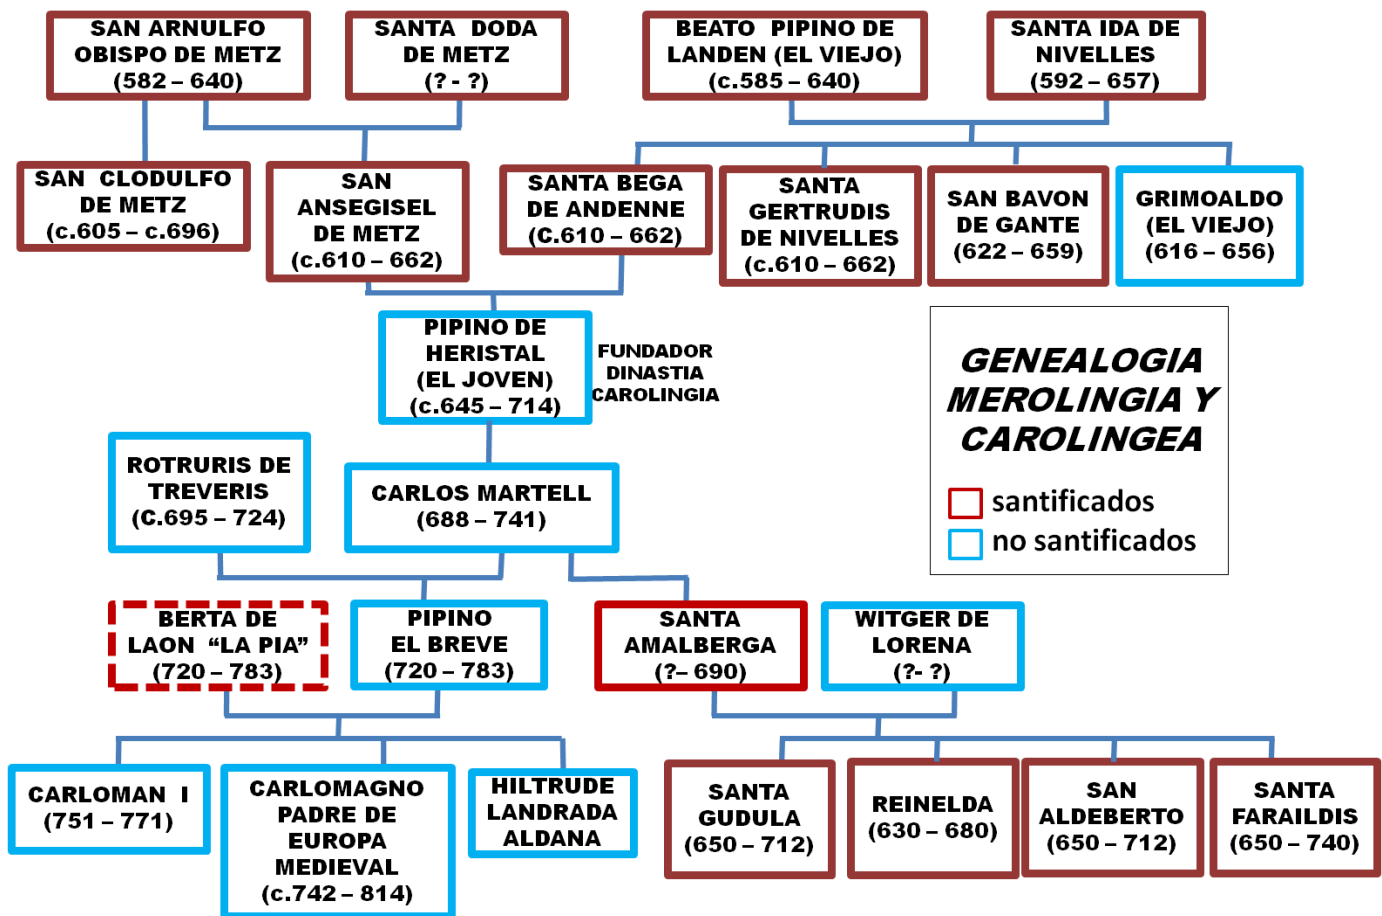 SAN ARNULFO
OBISPO DE METZ
(582 – 640)
SANTA DODA
DE METZ
(? - ?)
BEATO PIPINO DE
LANDEN (EL VIEJO)
(c.585 – 640)
SANTA IDA DE
NIVELLES
(592 – 657)
SAN CLODULFO
DE METZ
(c.605 – c.696)
SAN
ANSEGISEL
DE METZ
(c.610 – 662)
SANTA BEGA
DE ANDENNE
(C.610 – 662)
SANTA
GERTRUDIS
DE NIVELLES
(c.610 – 662)
SAN BAVON
DE GANTE
(622 – 659)
GRIMOALDO
(EL VIEJO)
(616 – 656)
PIPINO DE
HERISTAL
(EL JOVEN)
(c.645 – 714)
FUNDADOR
DINASTIA
CAROLINGIA
GENEALOGIA
MEROLINGIA Y
CAROLINGEA
santificados
no santificados
ROTRURIS DE
TREVERIS
(C.695 – 724)
CARLOS MARTELL
(688 – 741)
BERTA DE
LAON “LA PIA”
(720 – 783)
PIPINO
EL BREVE
(720 – 783)
SANTA
AMALBERGA
(?– 690)
WITGER DE
LORENA
(?- ?)
CARLOMAN I
(751 – 771)
CARLOMAGNO
PADRE DE
EUROPA
MEDIEVAL
(c.742 – 814)
HILTRUDE
LANDRADA
ALDANA
SANTA
GUDULA
(650 – 712)
REINELDA
(630 – 680)
SAN
ALDEBERTO
(650 – 712)
SANTA
FARAILDIS
(650 – 740)